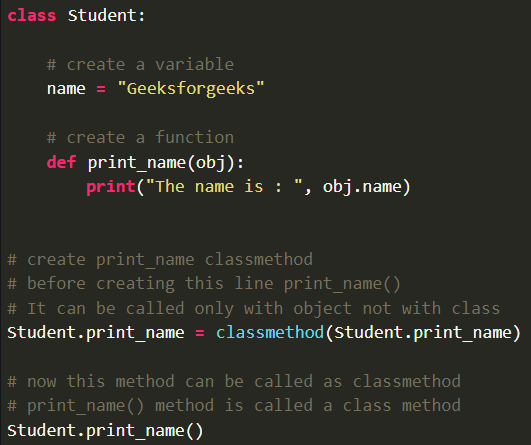 class Student:
# create a variable
name = "Geeksforgeeks"
# create a function
def print_name(obj):
print("The name is : ", obj.name)
# create print_name classmethod
# before creating this line print_name()
# It can be called only with object not with class
Student.print_name = classmethod(Student.print_name)
# now this method can be called as classmethod
# print_name() method is called a class method
Student.print_name()